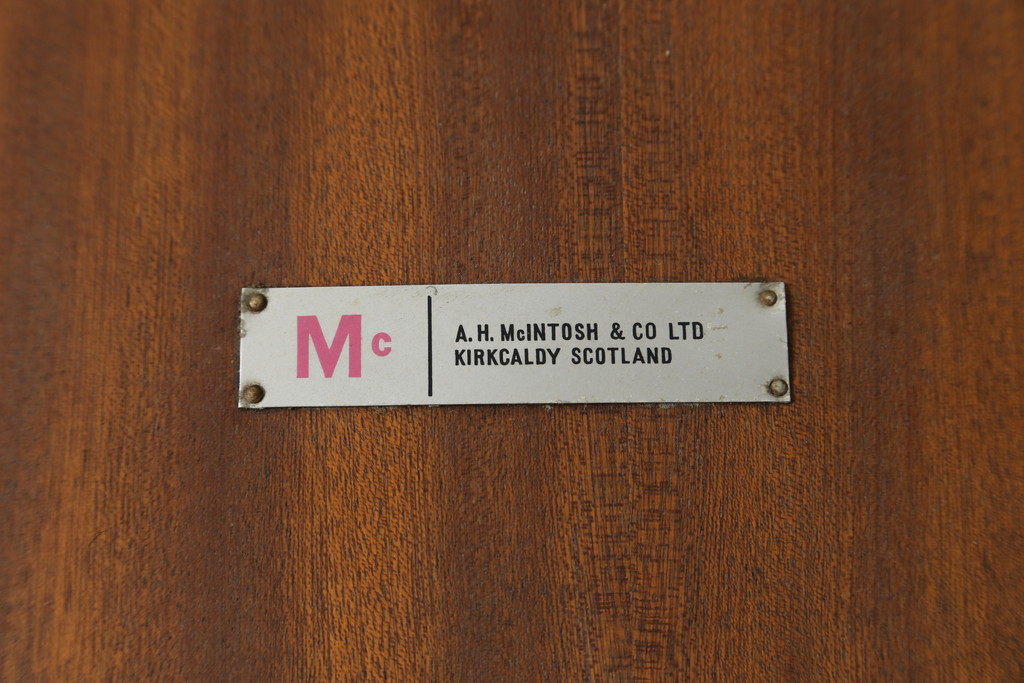 Mc
A. H. McINTOSH & CO LTD
KIRKCALDY SCOTLAND